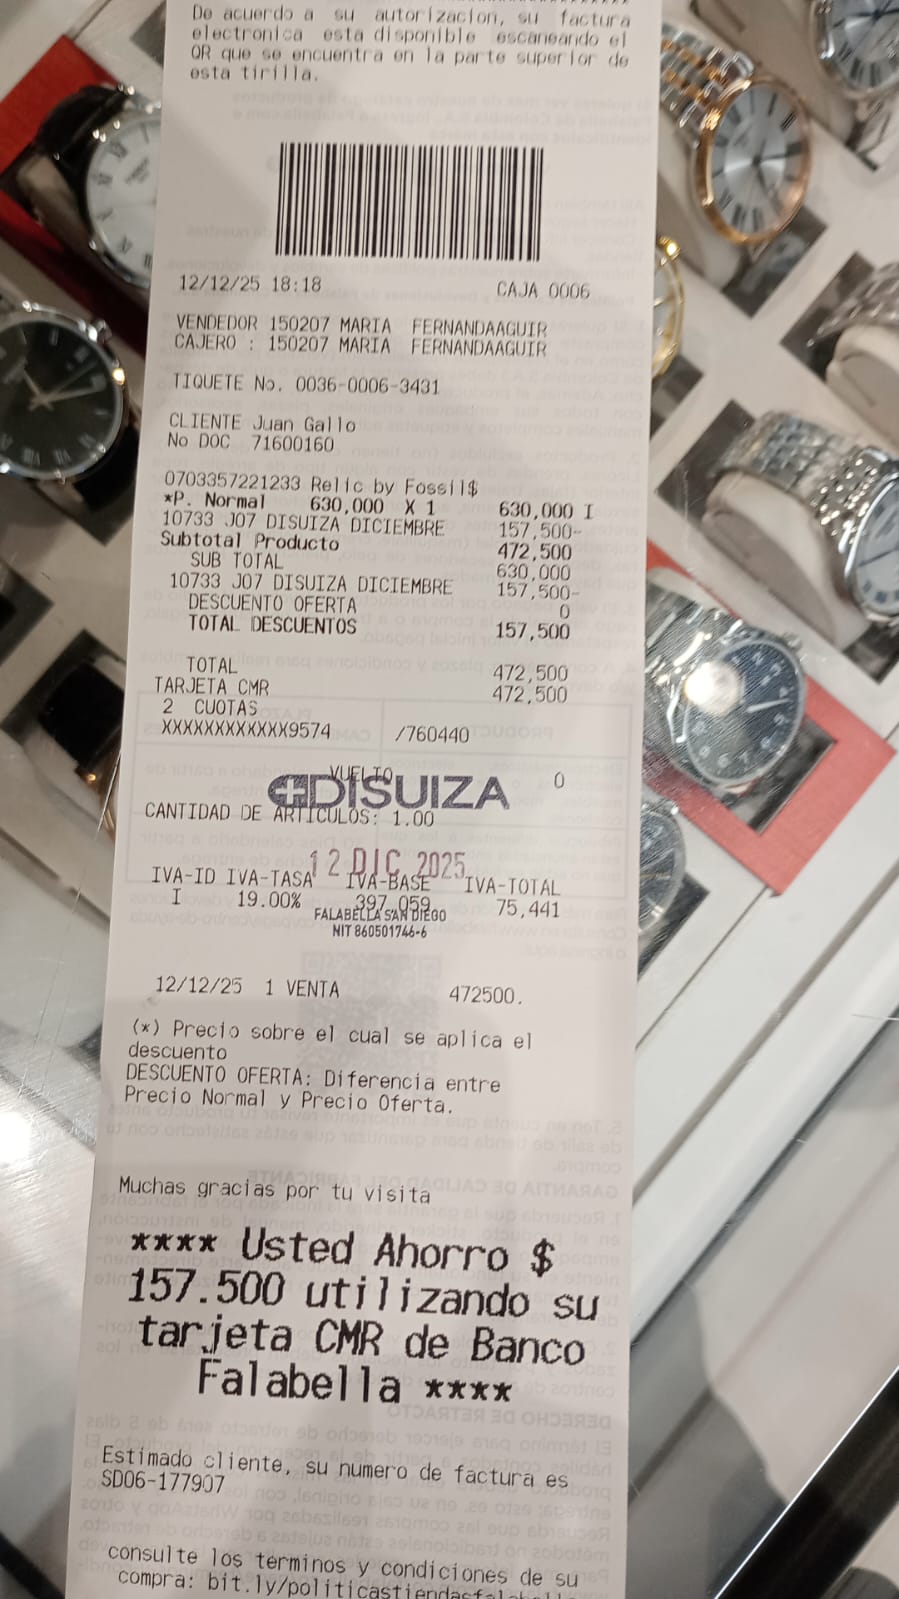 De acuerdo a su autorizacion, su factura
electronica esta disponible escaneando el
QR que se encuentra en la parte superior de
esta tirilla.
12/12/25 18:18 CAJA 0006
VENDEDOR 150207 MARIA FERNANDAAGUIR
CAJERO : 150207 MARIA FERNANDAAGUIR
TIQUETE No. 0036-0006-3431
CLIENTE Juan Gallo
No DOC 71600160
0703357221233 Relic by Fossil$
*P. Normal 630,000 X 1 630,000 I
10733 J07 DISUIZA DICIEMBRE 157,500-
Subtotal Producto 472,500
SUB TOTAL 630,000
10733 J07 DISUIZA DICIEMBRE 157,500-
DESCUENTO OFERTA 0
TOTAL DESCUENTOS 157,500
TOTAL 472,500
TARJETA CMR 472,500
2 CUOTAS
XXXXXXXXXXXX9574 /760440
VUELTO 0
DISUIZA
CANTIDAD DE ARTICULOS: 1.00
12 DIC 2025
IVA-ID IVA-TASA IVA-BASE IVA-TOTAL
I 19.00% 397,059 75,441
FALABELLA SAN DIEGO
NIT 860501746-6
12/12/25 1 VENTA 472500.
(*) Precio sobre el cual se aplica el
descuento
DESCUENTO OFERTA: Diferencia entre
Precio Normal y Precio Oferta.
Muchas gracias por tu visita
**** Usted Ahorro $
157.500 utilizando su
tarjeta CMR de Banco
Falabella ****
Estimado cliente, su numero de factura es
SD06-177907
consulte los terminos y condiciones de su
compra: